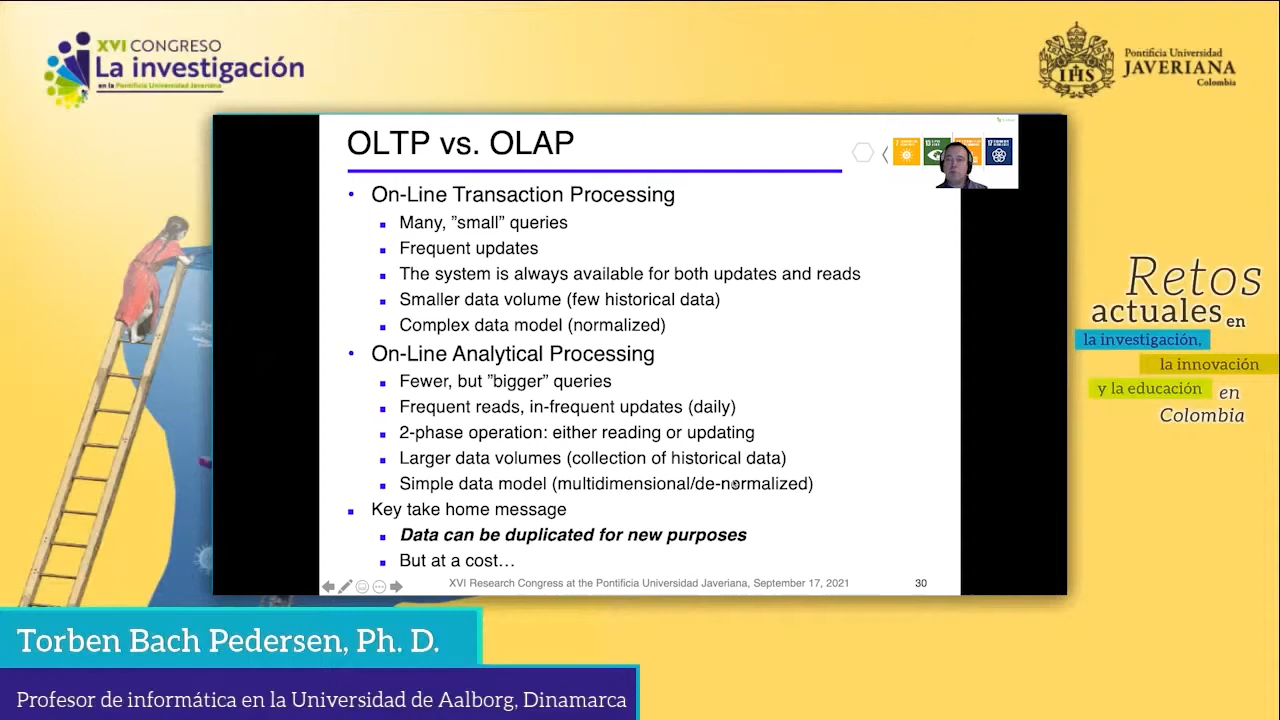 XVI CONGRESO
La investigación
en la Pontificia Universidad Javeriana
Pontificia Universidad
JAVERIANA
Colombia
IHS
OLTP vs. OLAP
• On-Line Transaction Processing
▪ Many, ”small” queries
▪ Frequent updates
▪ The system is always available for both updates and reads
▪ Smaller data volume (few historical data)
▪ Complex data model (normalized)
• On-Line Analytical Processing
▪ Fewer, but ”bigger” queries
▪ Frequent reads, in-frequent updates (daily)
▪ 2-phase operation: either reading or updating
▪ Larger data volumes (collection of historical data)
▪ Simple data model (multidimensional/de-normalized)
▪ Key take home message
▪ Data can be duplicated for new purposes
▪ But at a cost…
XVI Research Congress at the Pontificia Universidad Javeriana, September 17, 2021
30
Retos
actuales en
la investigación,
la innovación
y la educación en
Colombia
Torben Bach Pedersen, Ph. D.
Profesor de informática en la Universidad de Aalborg, Dinamarca